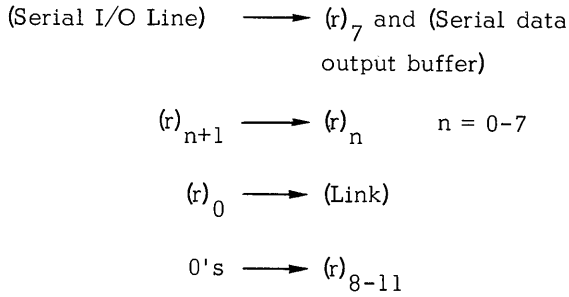 (Serial I/O Line) ⟶ (r)₇ and (Serial data
output buffer)
(r)ₙ₊₁ ⟶ (r)ₙ n = 0-7
(r)₀ ⟶ (Link)
0's ⟶ (r)₈₋₁₁